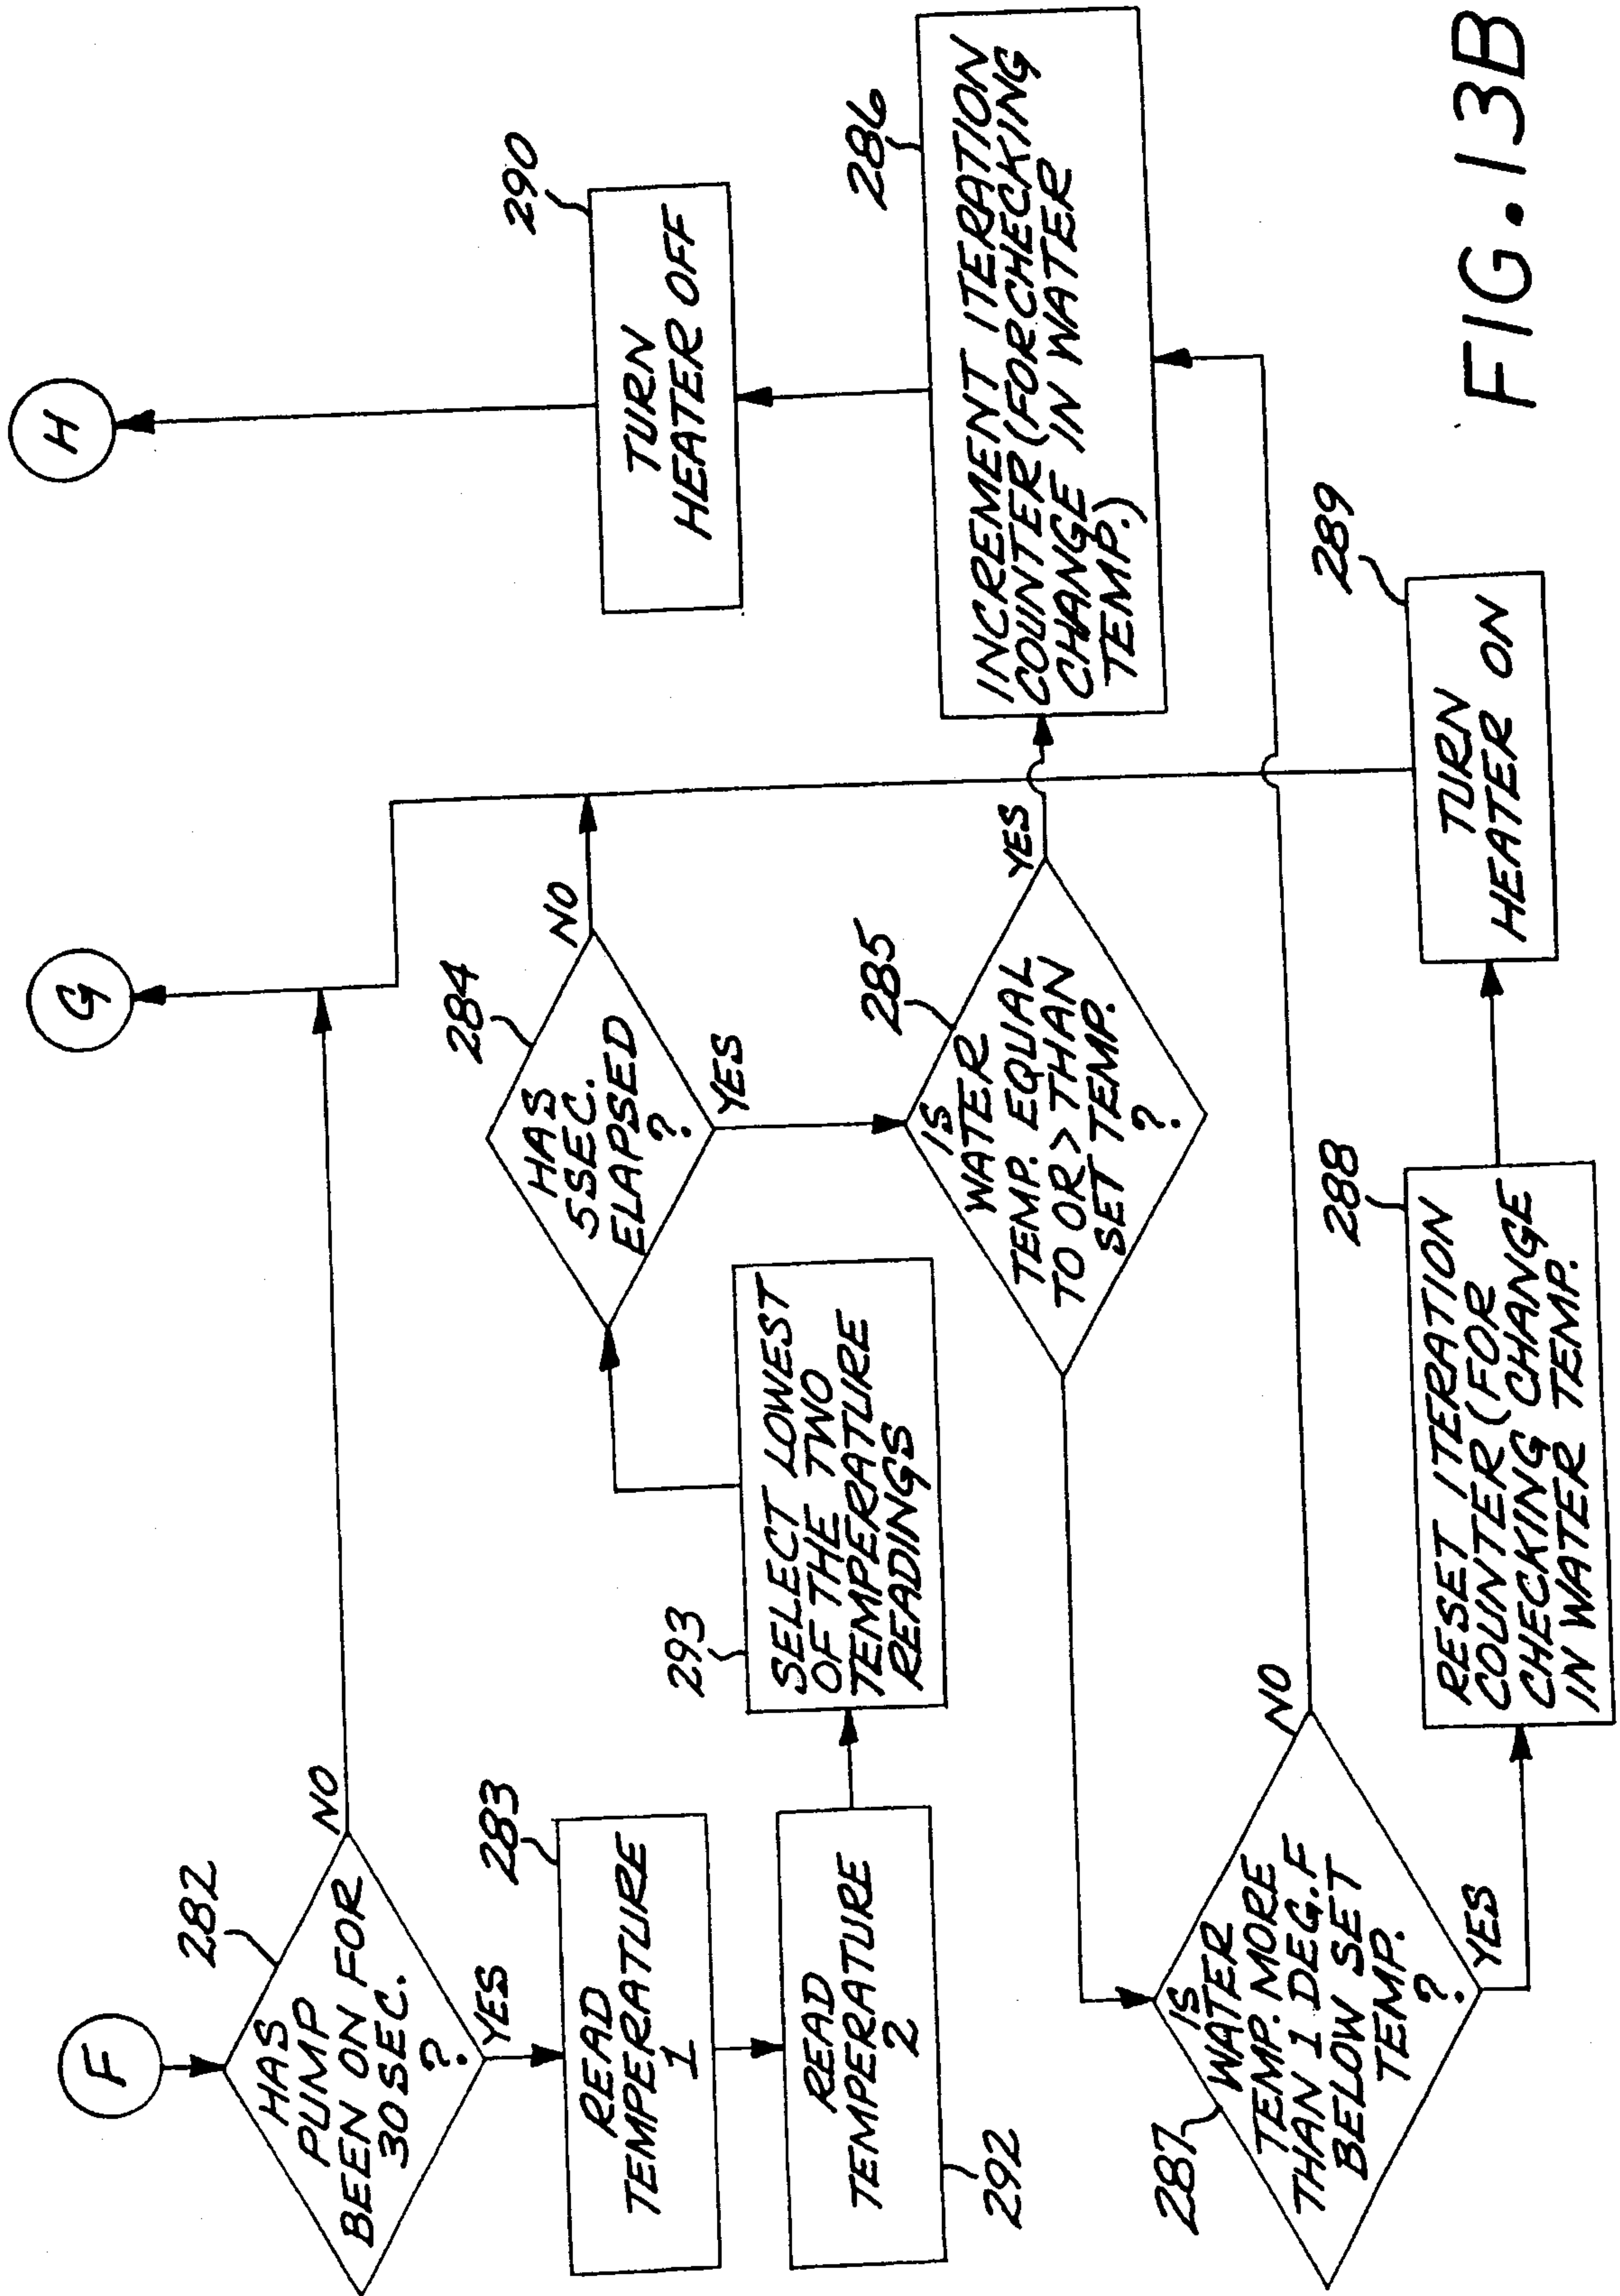 F
282
HAS
PUMP
BEEN ON FOR
30 SEC.
?
NO
YES
G
H
283
READ
TEMPERATURE
1
READ
TEMPERATURE
2
292
293
SELECT LOWEST
OF THE TWO
TEMPERATURE
READINGS
284
HAS
5 SEC.
ELAPSED
?
NO
YES
285
IS
WATER
TEMP. EQUAL
TO OR > THAN
SET TEMP.
?
YES
290
TURN
HEATER OFF
286
INCREMENT ITERATION
COUNTER (FOR CHECKING
CHANGE IN WATER
TEMP.)
287
IS
WATER
TEMP. MORE
THAN 1 DEG. F
BELOW SET
TEMP.
?
NO
YES
288
RESET ITERATION
COUNTER (FOR
CHECKING CHANGE
IN WATER TEMP.
289
TURN
HEATER ON
FIG. 13B